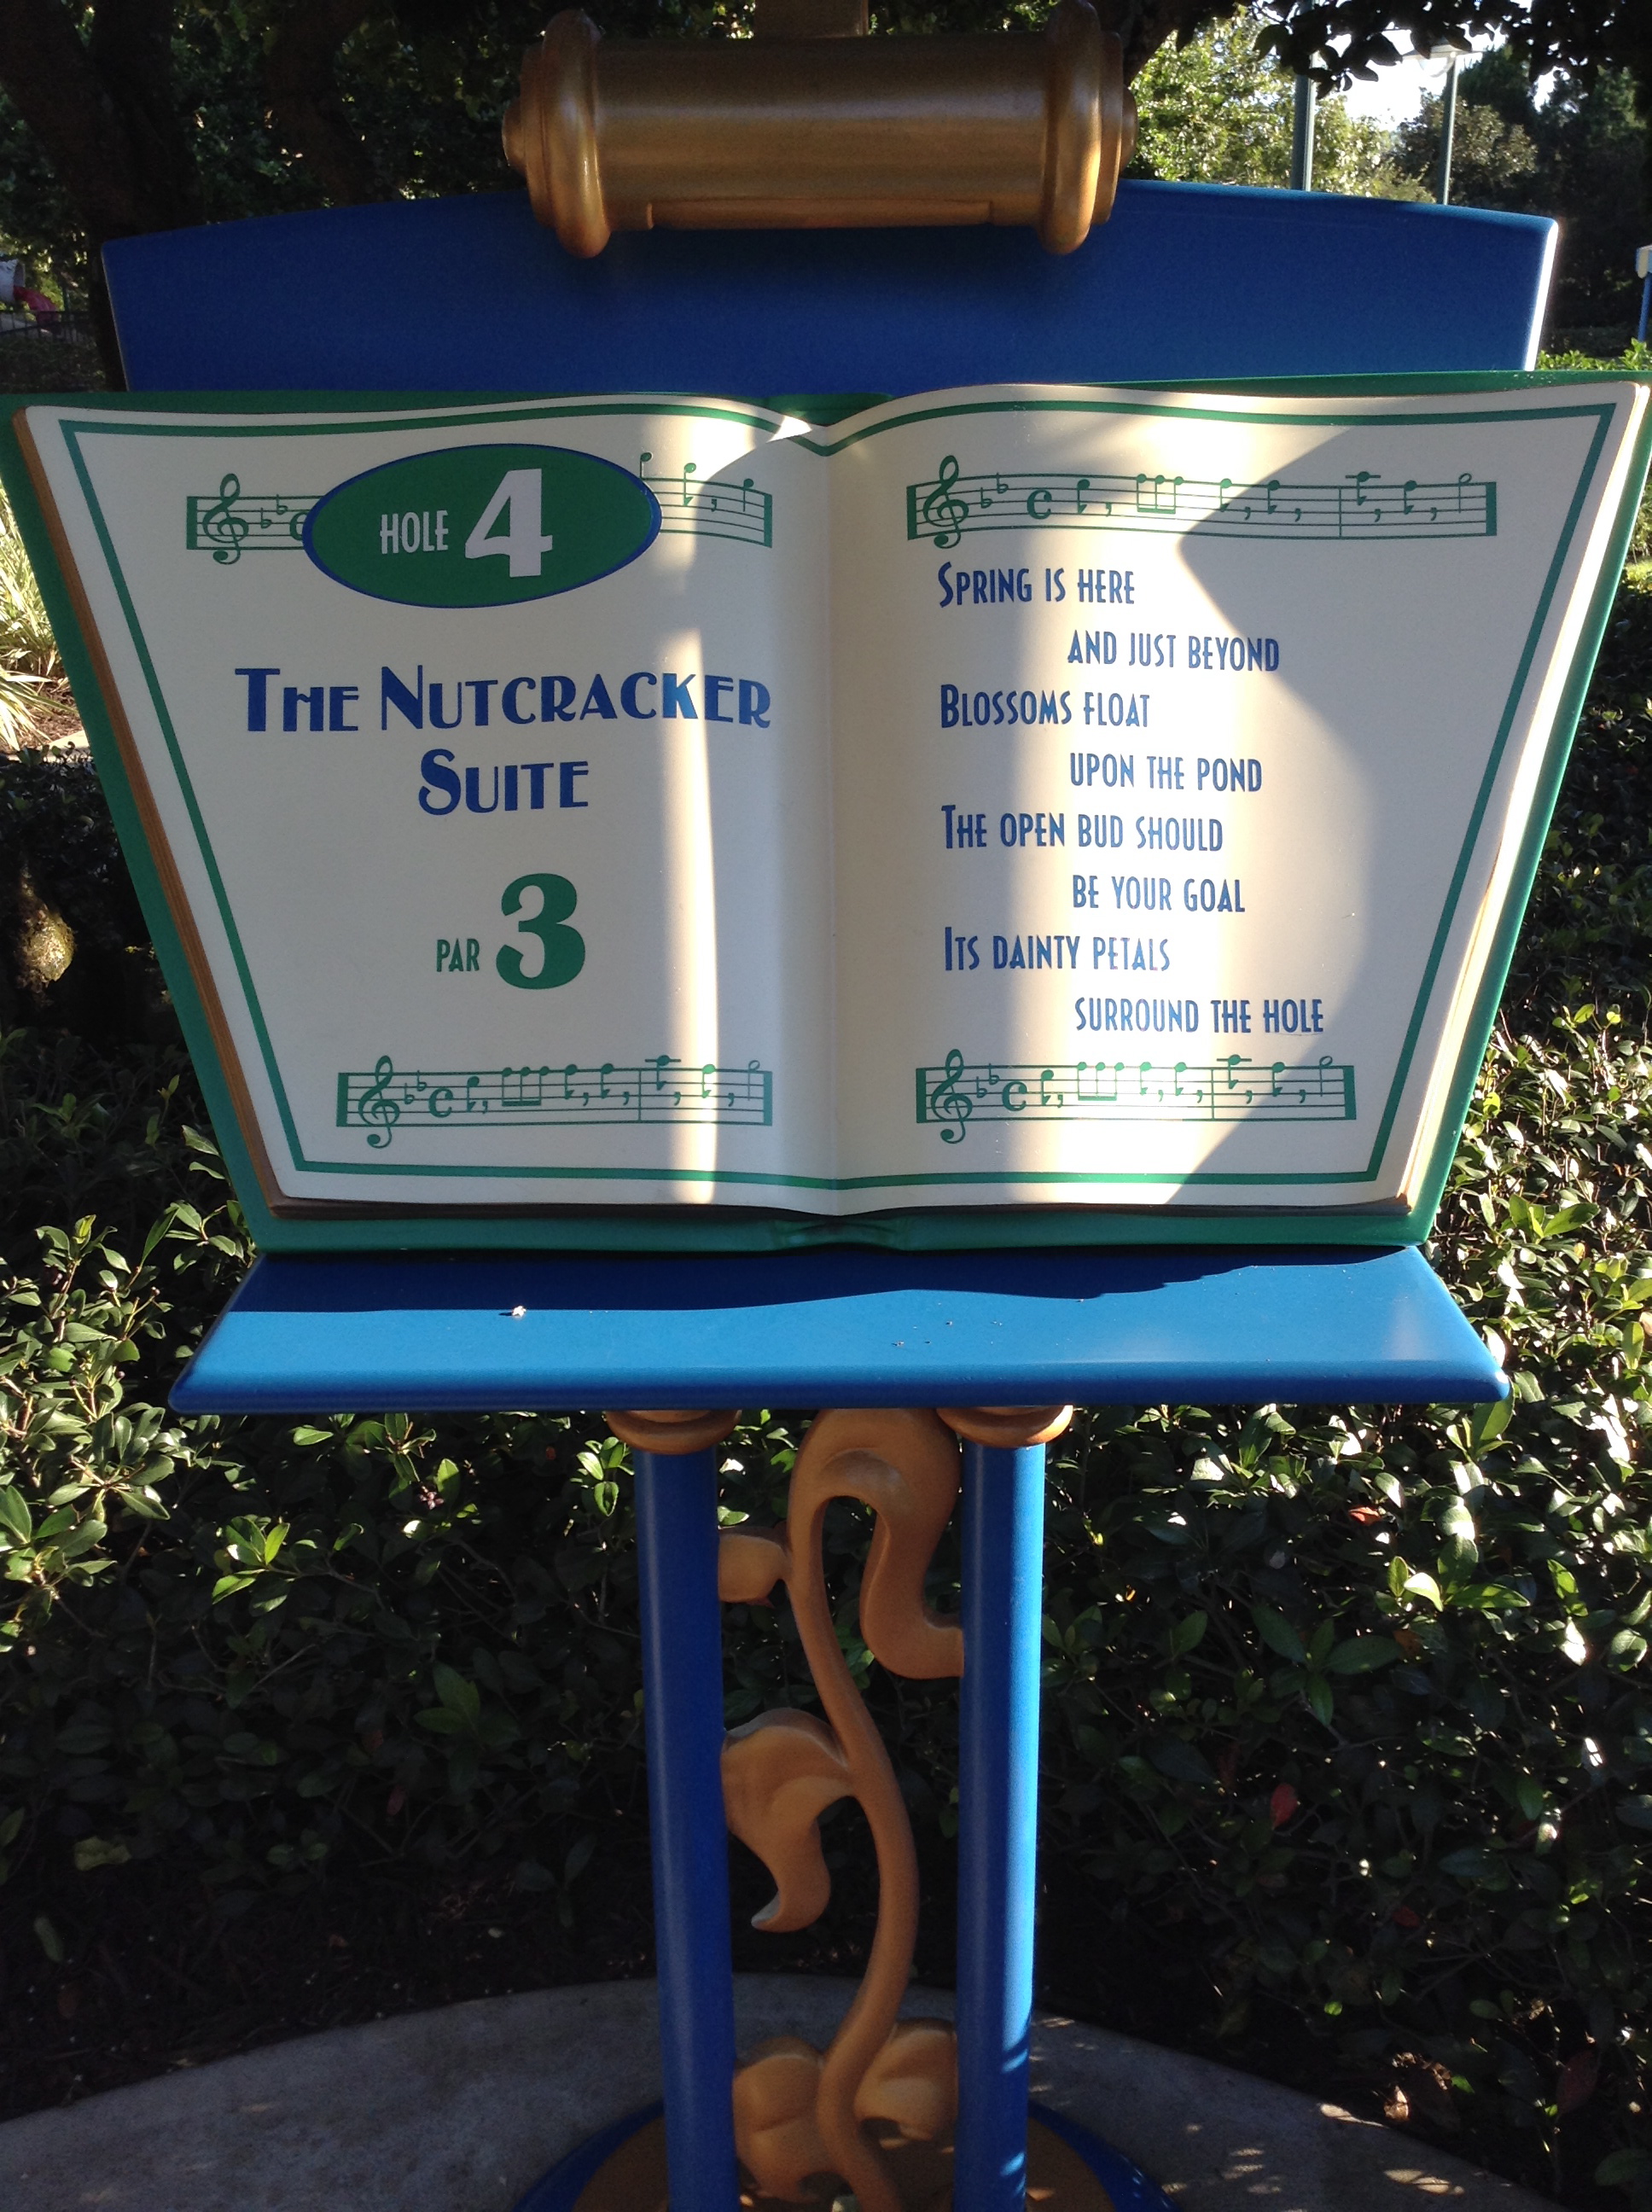 HOLE 4
THE NUTCRACKER
SUITE
PAR 3
SPRING IS HERE
AND JUST BEYOND
BLOSSOMS FLOAT
UPON THE POND
THE OPEN BUD SHOULD
BE YOUR GOAL
ITS DAINTY PETALS
SURROUND THE HOLE